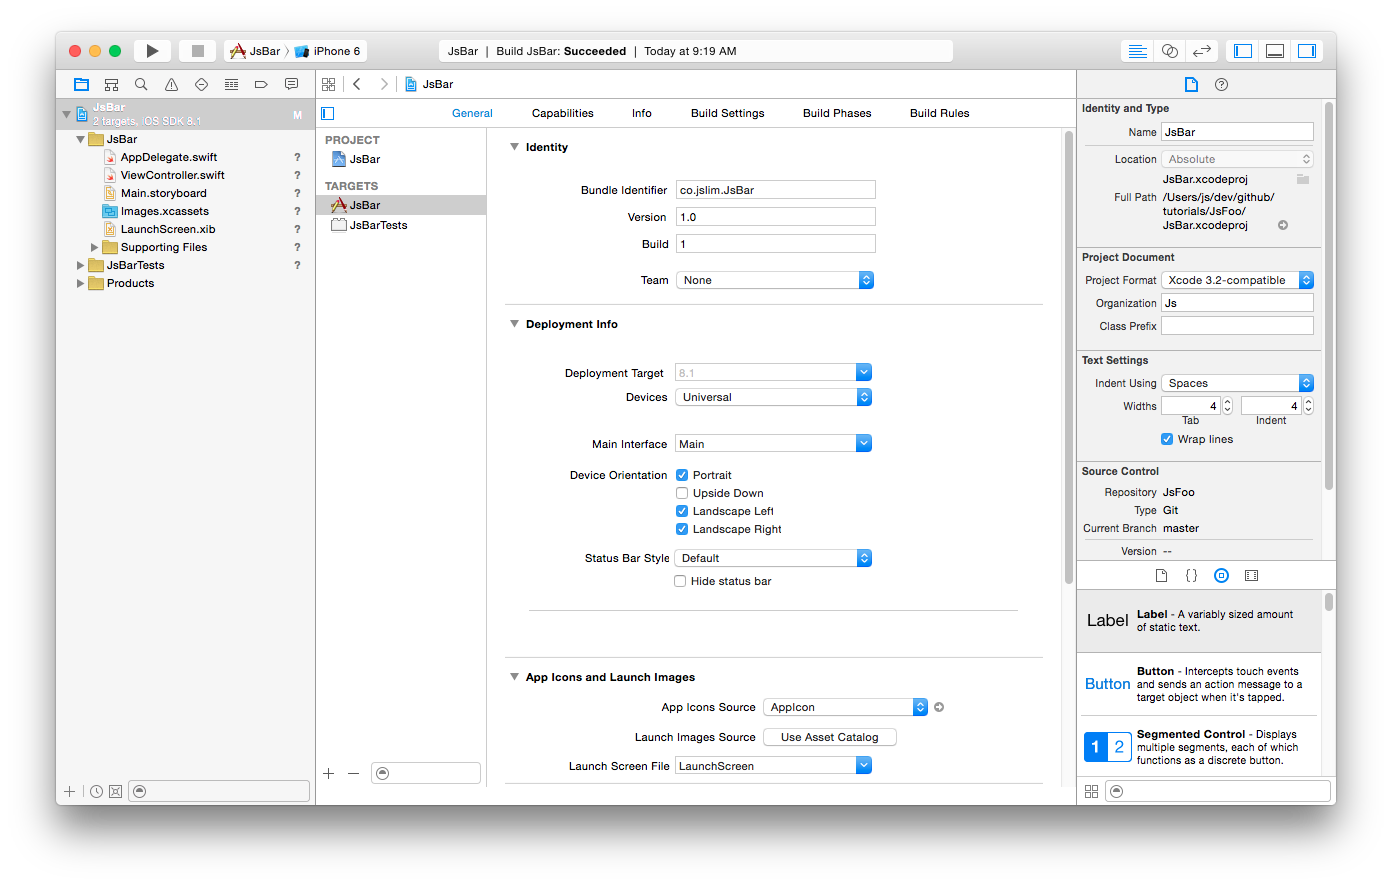 JsBar 〉 iPhone 6
JsBar | Build JsBar: Succeeded | Today at 9:19 AM
JsBar
2 targets, iOS SDK 8.1
M
JsBar
AppDelegate.swift ?
ViewController.swift ?
Main.storyboard ?
Images.xcassets ?
LaunchScreen.xib ?
Supporting Files ?
JsBarTests ?
Products
JsBar
General Capabilities Info Build Settings Build Phases Build Rules
PROJECT
JsBar
TARGETS
JsBar
JsBarTests
Identity
Bundle Identifier co.jslim.JsBar
Version 1.0
Build 1
Team None
Deployment Info
Deployment Target 8.1
Devices Universal
Main Interface Main
Device Orientation Portrait
Upside Down
Landscape Left
Landscape Right
Status Bar Style Default
Hide status bar
App Icons and Launch Images
App Icons Source AppIcon
Launch Images Source Use Asset Catalog
Launch Screen File LaunchScreen
Identity and Type
Name JsBar
Location Absolute
JsBar.xcodeproj
Full Path /Users/js/dev/github/
tutorials/JsFoo/
JsBar.xcodeproj
Project Document
Project Format Xcode 3.2-compatible
Organization Js
Class Prefix
Text Settings
Indent Using Spaces
Widths 4 4
Tab Indent
Wrap lines
Source Control
Repository JsFoo
Type Git
Current Branch master
Version --
{}
Label Label - A variably sized amount
of static text.
Button Button - Intercepts touch events
and sends an action message to a
target object when it's tapped.
1 2 Segmented Control - Displays
multiple segments, each of which
functions as a discrete button.